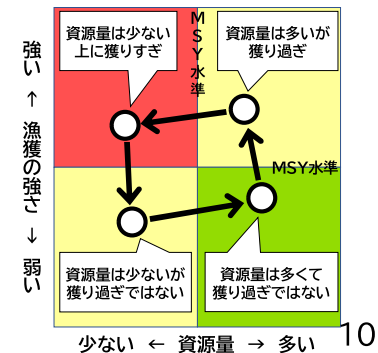 資源量は少ない
上に獲りすぎ
MSY水準
資源量は多いが
獲り過ぎ
強い ↑ 漁獲の強さ ↓ 弱い
MSY水準
資源量は少ないが
獲り過ぎではない
資源量は多くて
獲り過ぎではない
少ない ← 資源量 → 多い
10